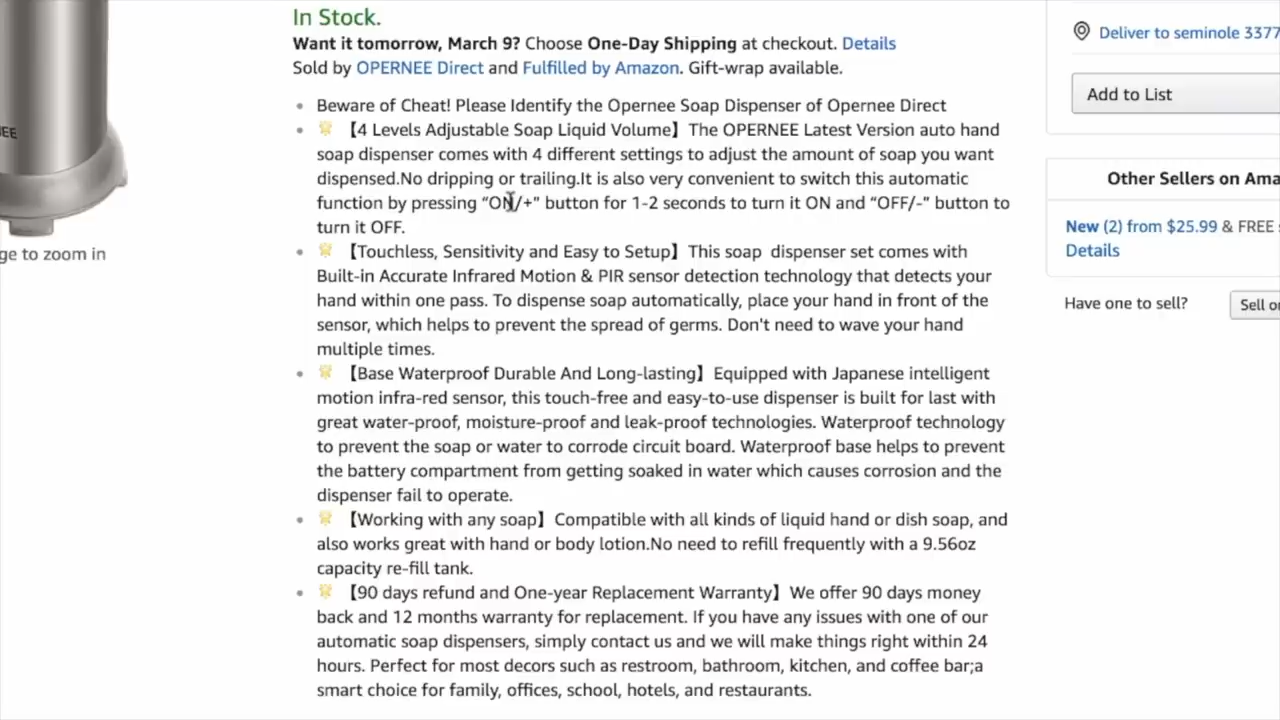 In Stock.
Want it tomorrow, March 9? Choose One-Day Shipping at checkout. Details
Sold by OPERNEE Direct and Fulfilled by Amazon. Gift-wrap available.
• Beware of Cheat! Please Identify the Opernee Soap Dispenser of Opernee Direct
• 【4 Levels Adjustable Soap Liquid Volume】The OPERNEE Latest Version auto hand
soap dispenser comes with 4 different settings to adjust the amount of soap you want
dispensed.No dripping or trailing.It is also very convenient to switch this automatic
function by pressing “ON/+” button for 1-2 seconds to turn it ON and “OFF/-” button to
turn it OFF.
• 【Touchless, Sensitivity and Easy to Setup】This soap dispenser set comes with
Built-in Accurate Infrared Motion & PIR sensor detection technology that detects your
hand within one pass. To dispense soap automatically, place your hand in front of the
sensor, which helps to prevent the spread of germs. Don't need to wave your hand
multiple times.
• 【Base Waterproof Durable And Long-lasting】Equipped with Japanese intelligent
motion infra-red sensor, this touch-free and easy-to-use dispenser is built for last with
great water-proof, moisture-proof and leak-proof technologies. Waterproof technology
to prevent the soap or water to corrode circuit board. Waterproof base helps to prevent
the battery compartment from getting soaked in water which causes corrosion and the
dispenser fail to operate.
• 【Working with any soap】Compatible with all kinds of liquid hand or dish soap, and
also works great with hand or body lotion.No need to refill frequently with a 9.56oz
capacity re-fill tank.
• 【90 days refund and One-year Replacement Warranty】We offer 90 days money
back and 12 months warranty for replacement. If you have any issues with one of our
automatic soap dispensers, simply contact us and we will make things right within 24
hours. Perfect for most decors such as restroom, bathroom, kitchen, and coffee bar;a
smart choice for family, offices, school, hotels, and restaurants.
EE
ge to zoom in
Deliver to seminole 3377
Add to List
Other Sellers on Ama
New (2) from $25.99 & FREE
Details
Have one to sell?
Sell o